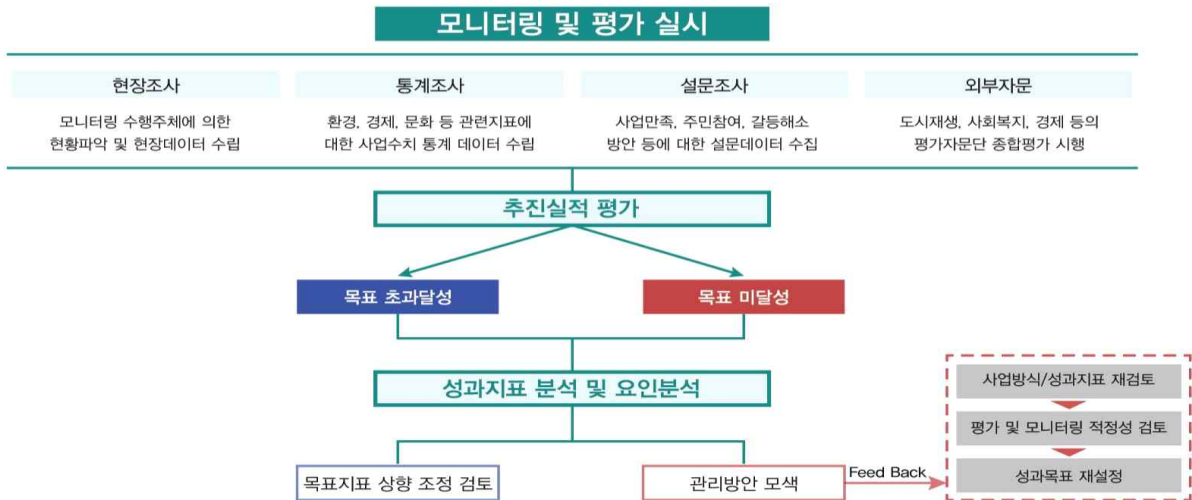 모니터링 및 평가 실시
현장조사
모니터링 수행주체에 의한
현황파악 및 현장데이터 수립
통계조사
환경, 경제, 문화 등 관련지표에
대한 사업수치 통계 데이터 수립
설문조사
사업만족, 주민참여, 갈등해소
방안 등에 대한 설문데이터 수집
외부자문
도시재생, 사회복지, 경제 등의
평가자문단 종합평가 시행
추진실적 평가
목표 초과달성
목표 미달성
성과지표 분석 및 요인분석
목표지표 상향 조정 검토
관리방안 모색
Feed Back
사업방식/성과지표 재검토
평가 및 모니터링 적정성 검토
성과목표 재설정